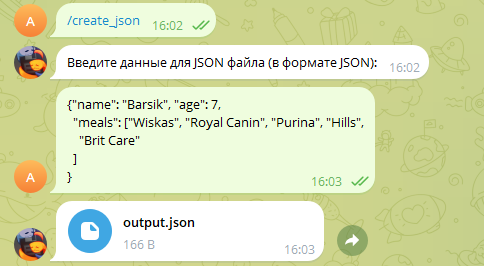 A
/create_json
16:02
Введите данные для JSON файла (в формате JSON):
16:02
{"name": "Barsik", "age": 7,
"meals": ["Wiskas", "Royal Canin", "Purina", "Hills",
"Brit Care"
]
}
A
16:03
output.json
166 B
16:03